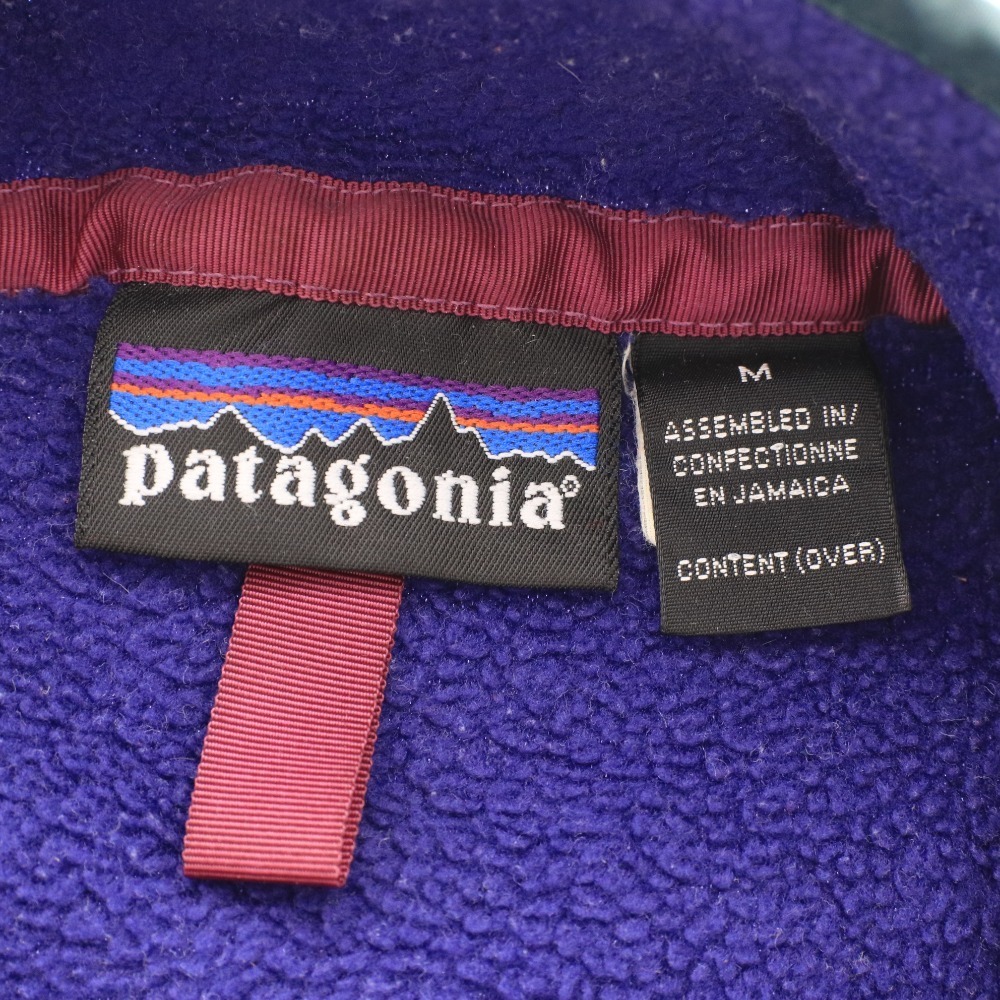 patagonia®
M
ASSEMBLED IN/
CONFECTIONNE
EN JAMAICA
CONTENT (OVER)